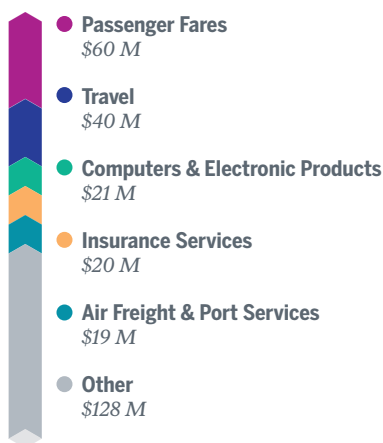 Passenger Fares
$60 M
Travel
$40 M
Computers & Electronic Products
$21 M
Insurance Services
$20 M
Air Freight & Port Services
$19 M
Other
$128 M